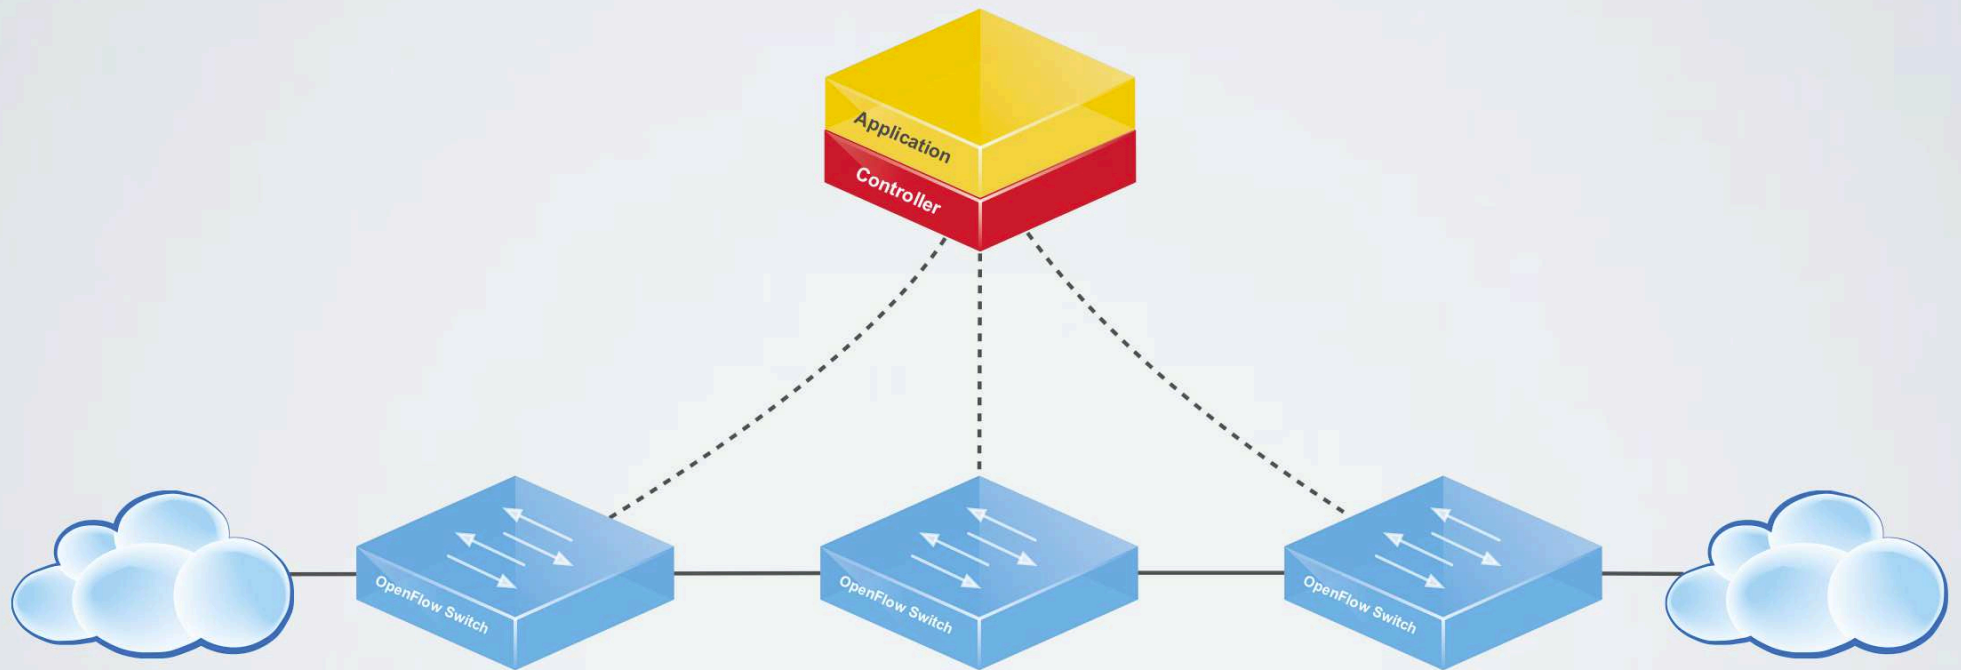 Application
Controller
OpenFlow Switch
OpenFlow Switch
OpenFlow Switch